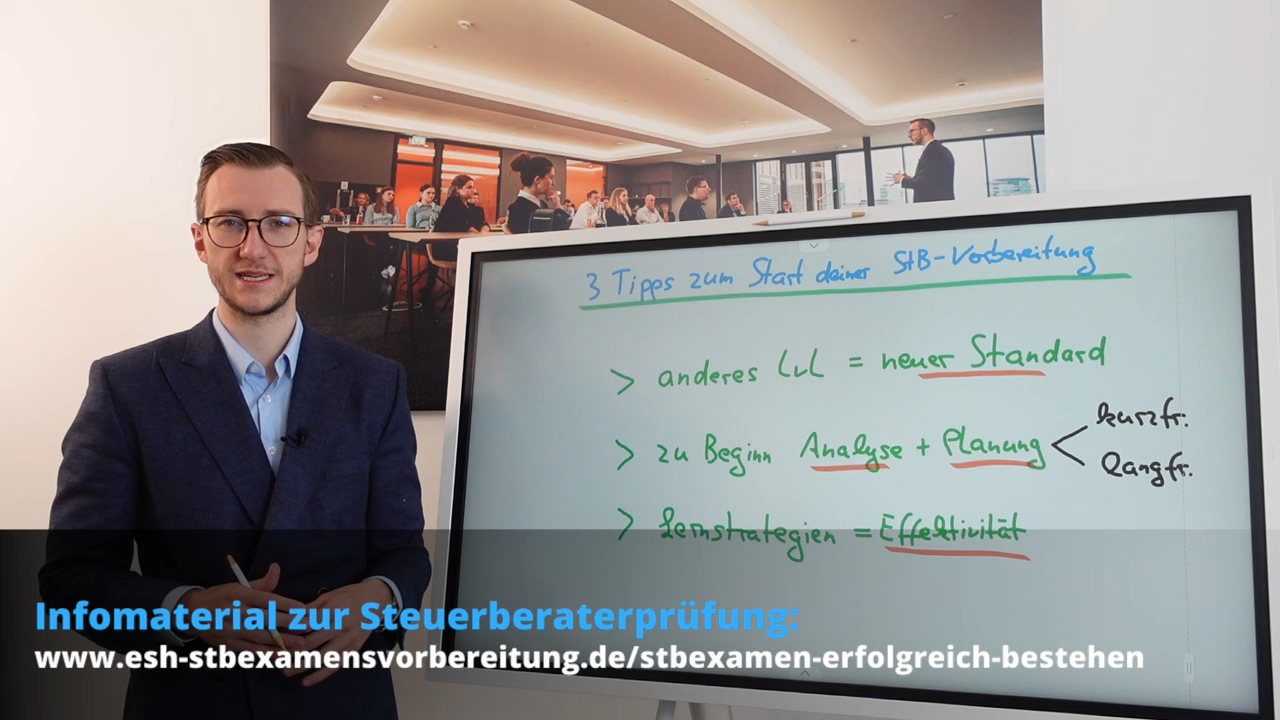 3 Tipps zum Start deiner StB-Vorbereitung
> anderes LvL = neuer Standard
> zu Beginn Analyse + Planung < kurzfr.
langfr.
> Lernstrategien = Effektivität
Infomaterial zur Steuerberaterprüfung:
www.esh-stbexamensvorbereitung.de/stbexamen-erfolgreich-bestehen